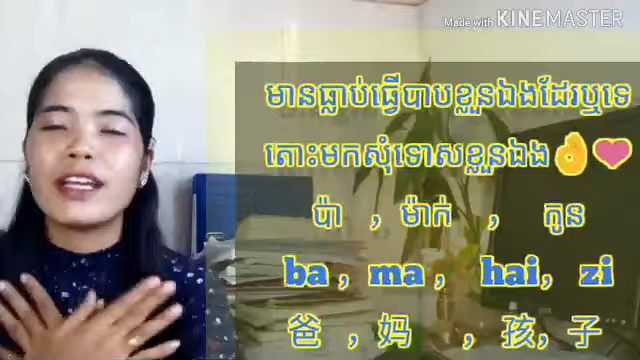 Made with KINEMASTER
មានធ្លាប់ធ្វើបាបខ្លួនឯងដែរឬទេ
តោះមកសុំទោសខ្លួនឯង👌💗
ប៉ា , ម៉ាក់ , កូន
ba , ma , hai , zi
爸 , 妈 , 孩 , 子